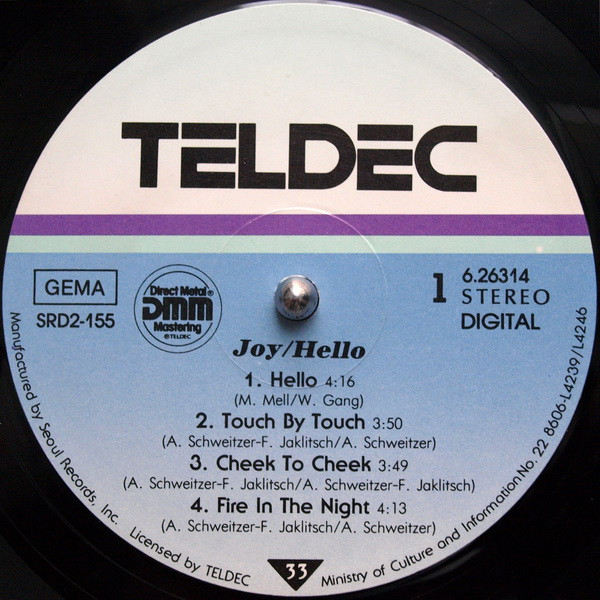 TELDEC
GEMA
SRD2-155
Direct Metal®
DMM
Mastering
©TELDEC
1
6.26314
STEREO
DIGITAL
Joy/Hello
1. Hello 4:16
(M. Mell/W. Gang)
2. Touch By Touch 3:50
(A. Schweitzer-F. Jaklitsch/A. Schweitzer)
3. Cheek To Cheek 3:49
(A. Schweitzer-F. Jaklitsch/A. Schweitzer-F. Jaklitsch)
4. Fire In The Night 4:13
(A. Schweitzer-F. Jaklitsch/A. Schweitzer)
33
Manufactured by Seoul Records, Inc. Licensed by TELDEC
Ministry of Culture and Information No. 22 8606-L4239/L4246